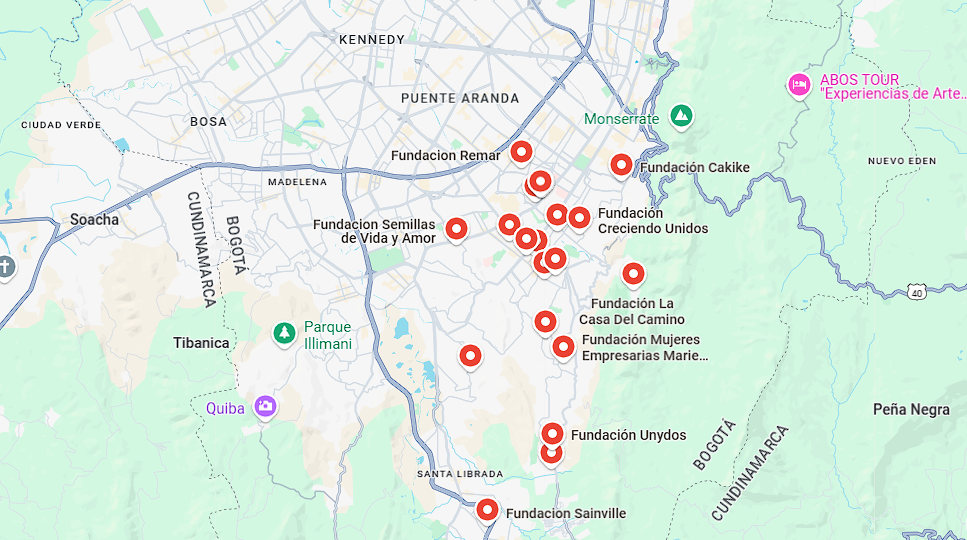 KENNEDY
ABOS TOUR
"Experiencias de Arte...
PUENTE ARANDA
Monserrate
BOSA
CIUDAD VERDE
Fundacion Remar
NUEVO EDEN
Fundación Cakike
MADELENA
Soacha
CUNDINAMARCA
BOGOTÁ
Fundacion Semillas
de Vida y Amor
Fundación
Creciendo Unidos
40
Fundación La
Casa Del Camino
Parque
Illimani
Tibanica
Fundación Mujeres
Empresarias Marie...
Quiba
Peña Negra
Fundación Unydos
BOGOTÁ
CUNDINAMARCA
SANTA LIBRADA
Fundacion Sainville